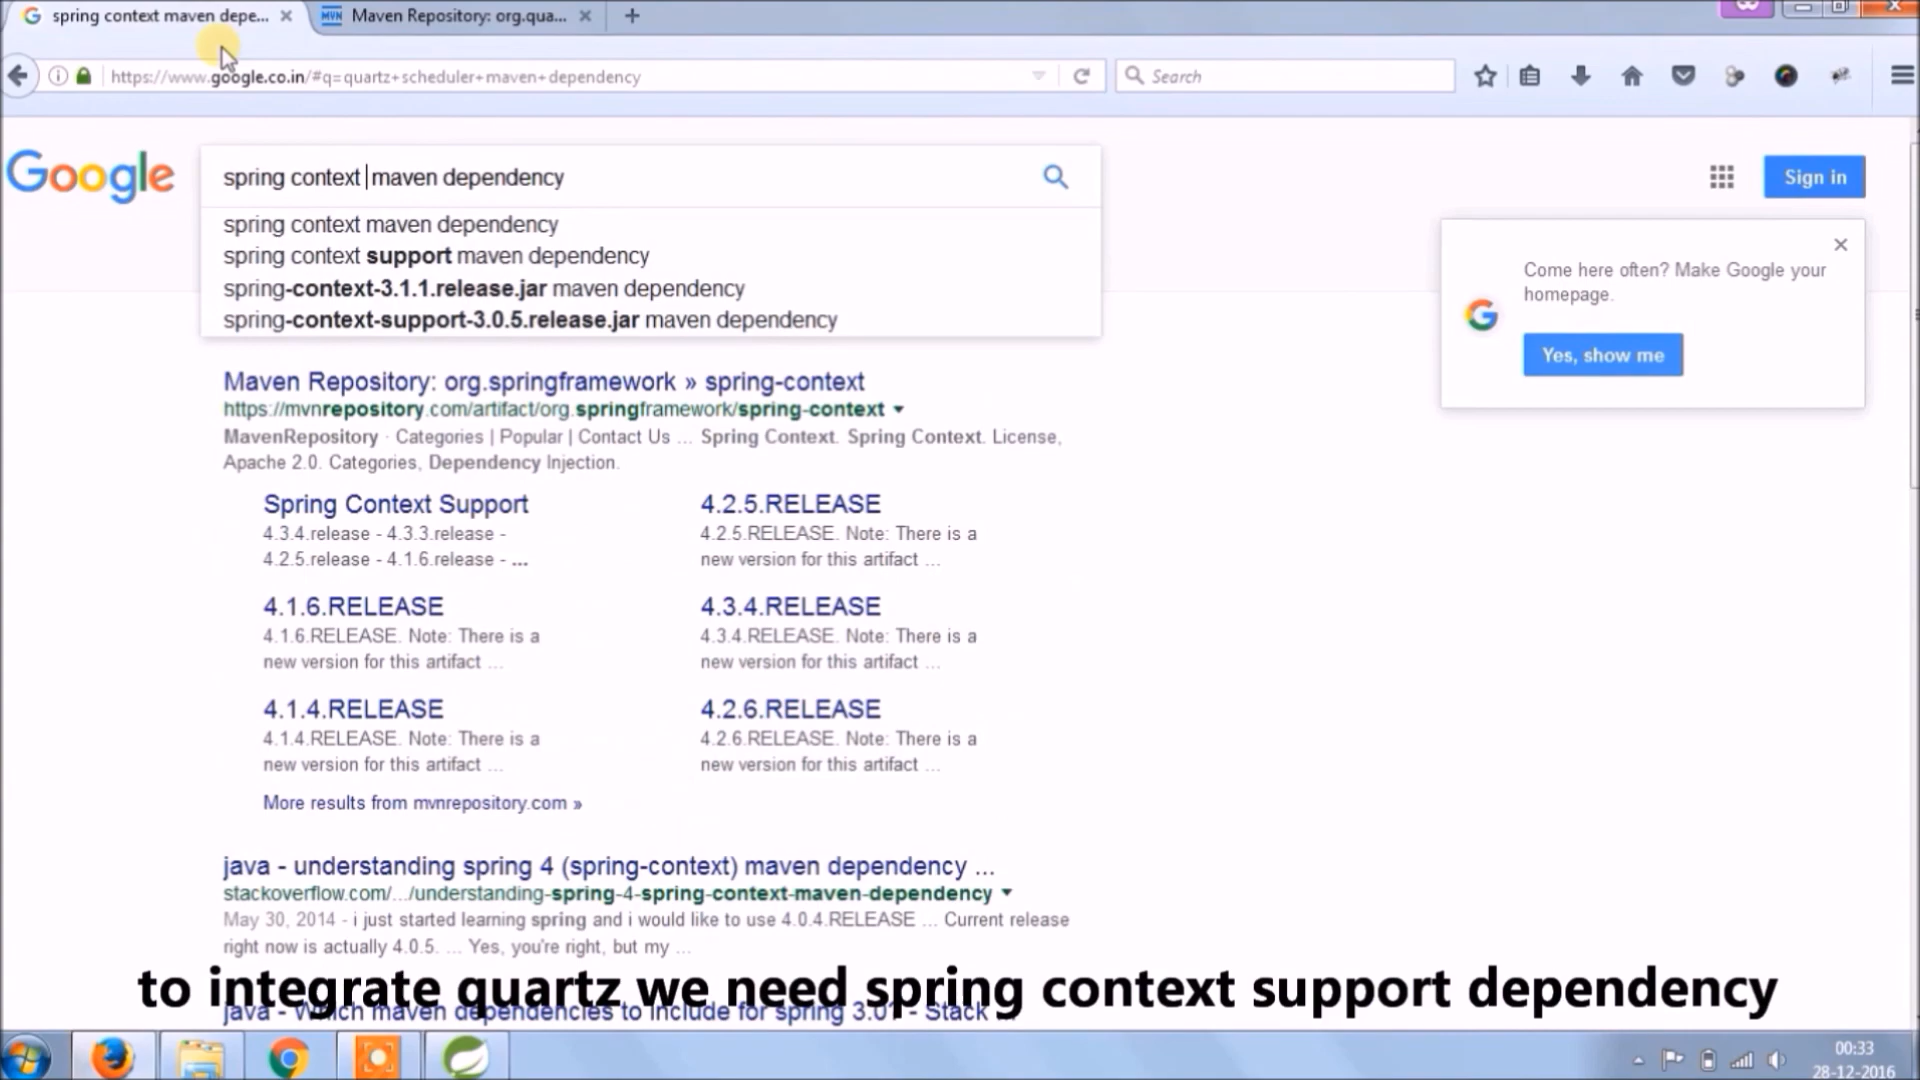 spring context maven depe...
MVN Maven Repository: org.qua...
https://www.google.co.in/#q=quartz+scheduler+maven+dependency
Search
Google
spring context maven dependency
Sign in
spring context maven dependency
spring context support maven dependency
spring-context-3.1.1.release.jar maven dependency
spring-context-support-3.0.5.release.jar maven dependency
Come here often? Make Google your
homepage.
Yes, show me
Maven Repository: org.springframework » spring-context
https://mvnrepository.com/artifact/org.springframework/spring-context
MavenRepository · Categories | Popular | Contact Us ... Spring Context. Spring Context. License,
Apache 2.0. Categories, Dependency Injection.
Spring Context Support
4.3.4.release - 4.3.3.release -
4.2.5.release - 4.1.6.release - ...
4.2.5.RELEASE
4.2.5.RELEASE. Note: There is a
new version for this artifact ...
4.1.6.RELEASE
4.1.6.RELEASE. Note: There is a
new version for this artifact ...
4.3.4.RELEASE
4.3.4.RELEASE. Note: There is a
new version for this artifact ...
4.1.4.RELEASE
4.1.4.RELEASE. Note: There is a
new version for this artifact ...
4.2.6.RELEASE
4.2.6.RELEASE. Note: There is a
new version for this artifact ...
More results from mvnrepository.com »
java - understanding spring 4 (spring-context) maven dependency ...
stackoverflow.com/.../understanding-spring-4-spring-context-maven-dependency
May 30, 2014 - i just started learning spring and i would like to use 4.0.4.RELEASE ... Current release
right now is actually 4.0.5. ... Yes, you're right, but my ...
to integrate quartz we need spring context support dependency
java - Which maven dependencies to include for spring 3.0? - Stack ...
00:33
28-12-2016